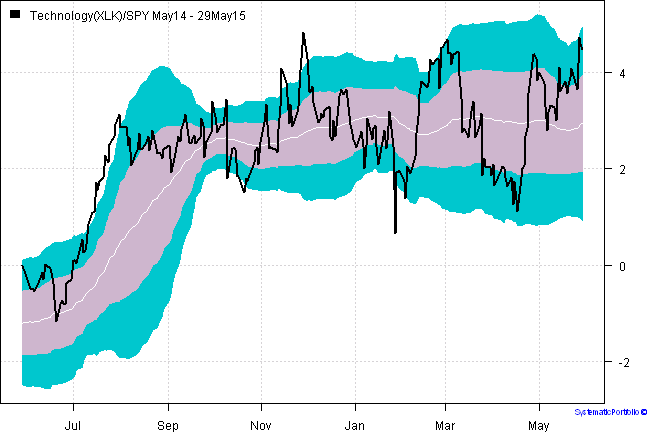 Technology(XLK)/SPY May14 - 29May15
4
2
0
-2
Jul Sep Nov Jan Mar May
SystematicPortfolio ©